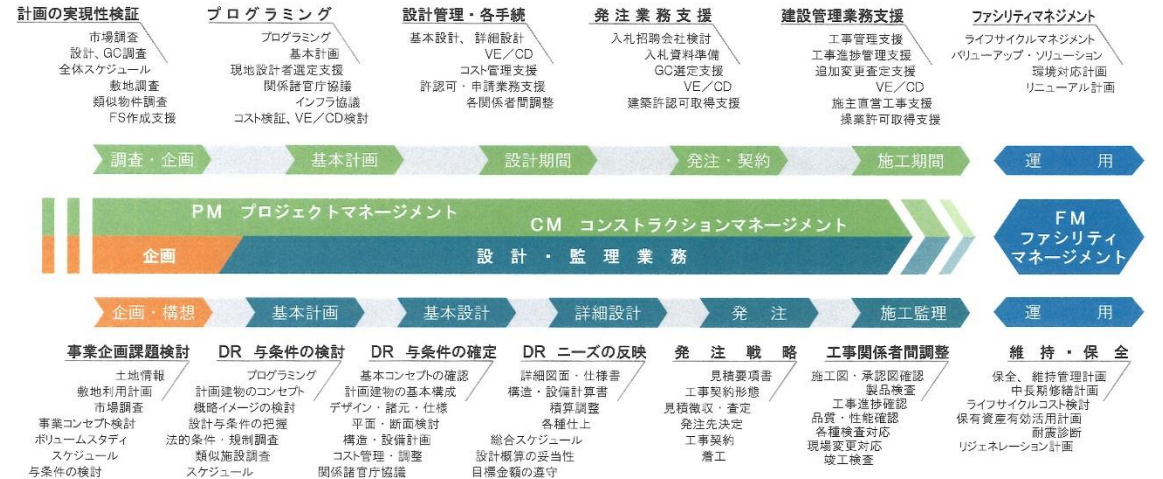 計画の実現性検証
市場調査
設計、GC調査
全体スケジュール
敷地調査
類似物件調査
FS作成支援
プログラミング
プログラミング
基本計画
現地設計者選定支援
関係諸官庁協議
インフラ協議
コスト検証、VE／CD検討
設計管理・各手続
基本設計、詳細設計
VE／CD
コスト管理支援
許認可・申請業務支援
各関係者間調整
発注業務支援
入札招聘会社検討
入札資料準備
GC選定支援
VE／CD
建築許認可取得支援
建設管理業務支援
工事管理支援
工事進捗管理支援
追加変更査定支援
VE／CD
施主直営工事支援
操業許可取得支援
ファシリティマネジメント
ライフサイクルマネジメント
バリューアップ・ソリューション
環境対応計画
リニューアル計画
調査・企画
基本計画
設計期間
発注・契約
施工期間
運用
PM プロジェクトマネージメント
CM コンストラクションマネージメント
企画
設計・監理業務
FM
ファシリティ
マネージメント
企画・構想
基本計画
基本設計
詳細設計
発注
施工監理
運用
事業企画課題検討
土地情報
敷地利用計画
市場調査
事業コンセプト検討
ボリュームスタディ
スケジュール
与条件の検討
DR 与条件の検討
プログラミング
計画建物のコンセプト
概略イメージの検討
設計与条件の把握
法的条件・規制調査
類似施設調査
スケジュール
DR 与条件の確定
基本コンセプトの確認
計画建物の基本構成
デザイン・諸元・仕様
平面・断面検討
構造・設備計画
コスト管理・調整
関係諸官庁協議
DR ニーズの反映
詳細図面・仕様書
構造・設備計算書
積算調整
各種仕上
総合スケジュール
設計概算の妥当性
目標金額の遵守
発注戦略
見積要項書
工事契約形態
見積徴収・査定
発注先決定
工事契約
着工
工事関係者間調整
施工図・承認図確認
製品検査
工事進捗確認
品質・性能確認
各種検査対応
現場変更対応
竣工検査
維持・保全
保全、維持管理計画
中長期修繕計画
ライフサイクルコスト検討
保有資産有効活用計画
耐震診断
リジェネレーション計画